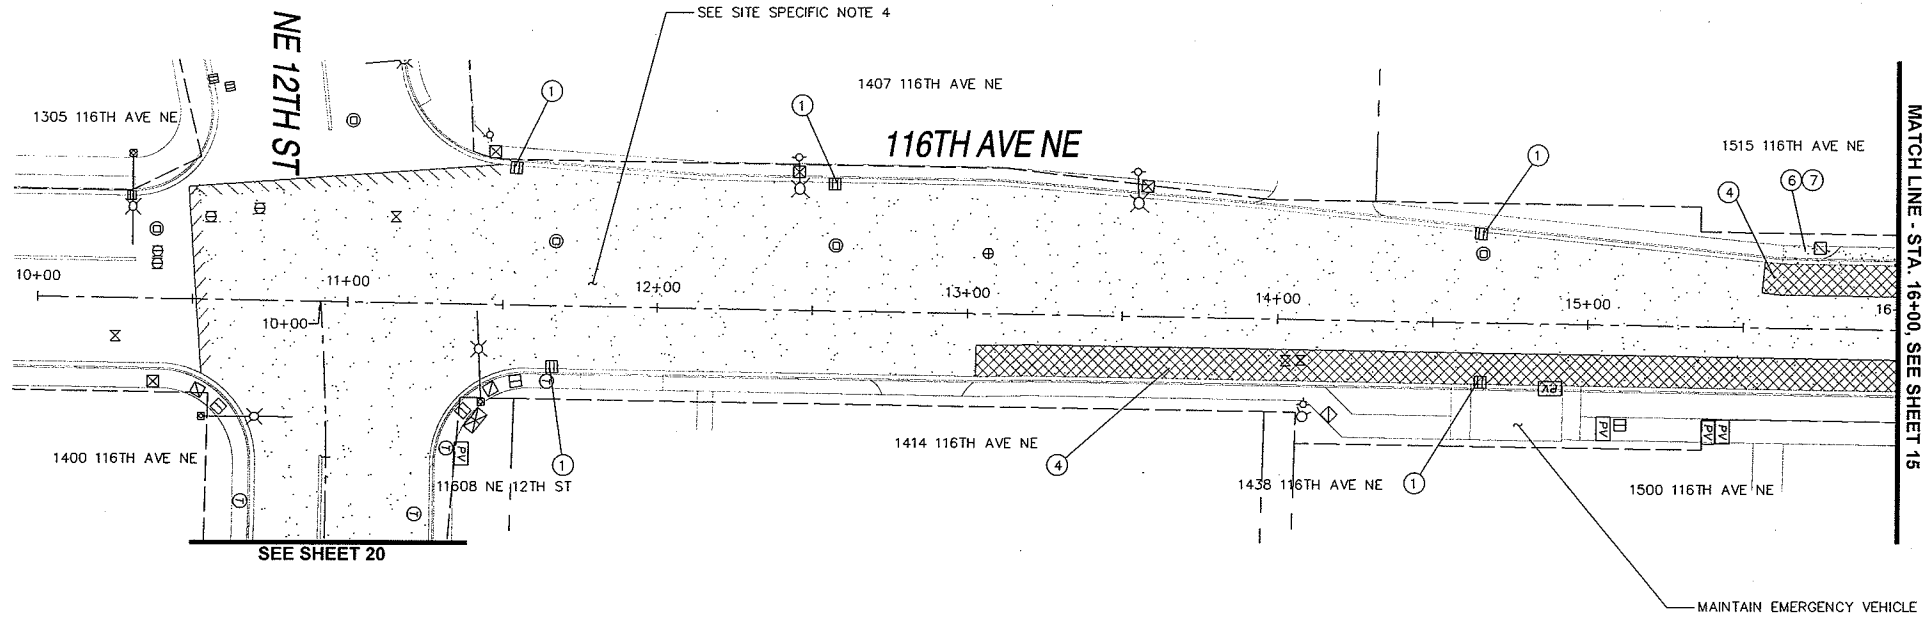 SEE SITE SPECIFIC NOTE 4
NE 12TH ST
1305 116TH AVE NE
1
1
1407 116TH AVE NE
116TH AVE NE
1
1515 116TH AVE NE
4
6 7
MATCH LINE - STA. 16+00, SEE SHEET 15
10+00
11+00
12+00
13+00
14+00
15+00
16
10+00
T
T
T
T
PV
PV
PV
PV
1400 116TH AVE NE
11608 NE 12TH ST
1
1414 116TH AVE NE
4
1438 116TH AVE NE
1
1500 116TH AVE NE
SEE SHEET 20
MAINTAIN EMERGENCY VEHICLE